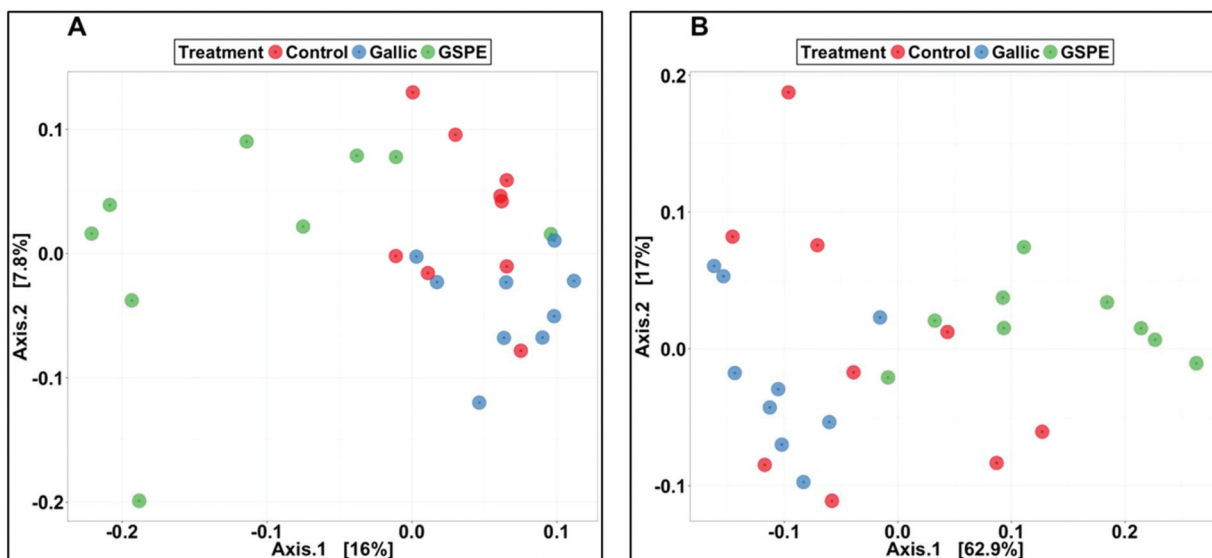 A
Treatment Control Gallic GSPE
0.1
0.0
-0.1
-0.2
Axis.2 [7.8%]
-0.2 -0.1 0.0 0.1
Axis.1 [16%]
B
Treatment Control Gallic GSPE
0.2
0.1
0.0
-0.1
Axis.2 [17%]
-0.1 0.0 0.1 0.2
Axis.1 [62.9%]